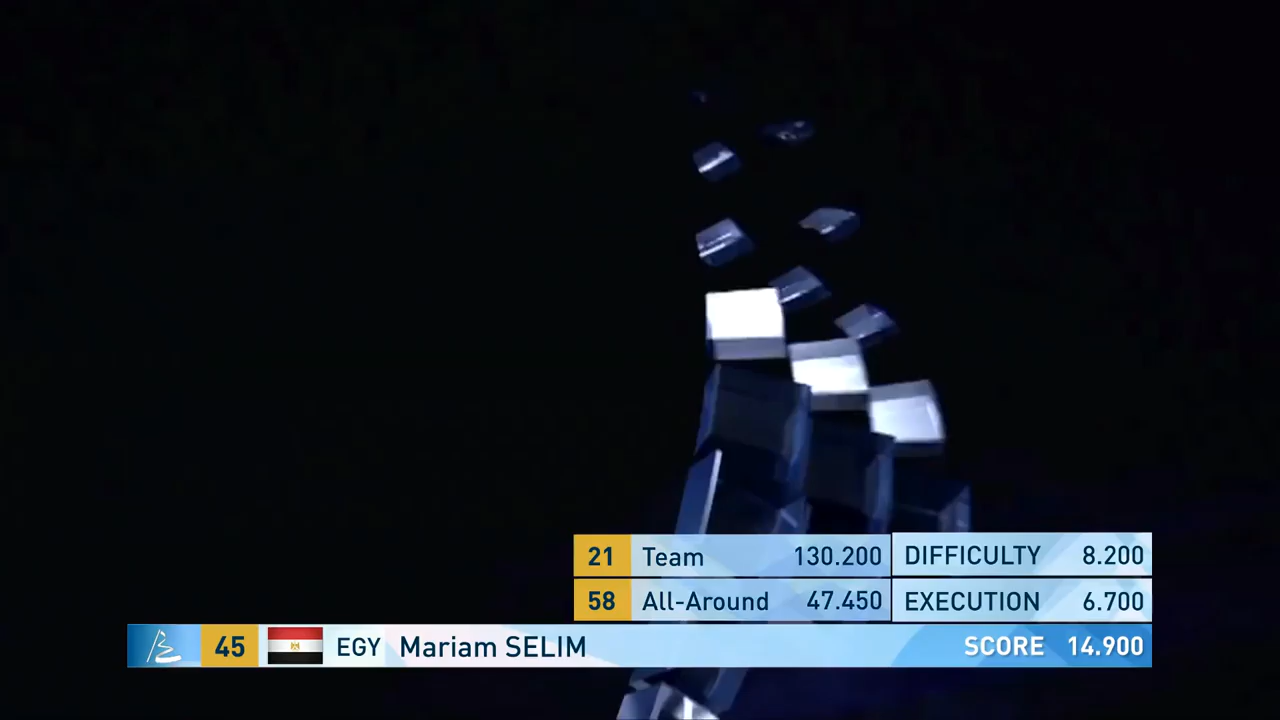 21 Team 130.200 DIFFICULTY 8.200
58 All-Around 47.450 EXECUTION 6.700
45 EGY Mariam SELIM SCORE 14.900